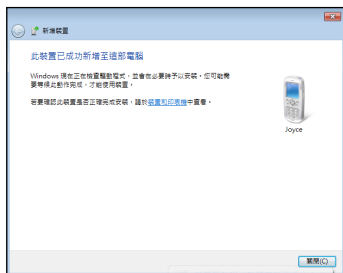 新增裝置
此裝置已成功新增至這部電腦
Windows 現在正在檢查驅動程式，並會在必要時予以安裝。您可能需
要等候此動作完成，才能使用裝置。
若要確認此裝置是否正確完成安裝，請於裝置和印表機中查看。
Joyce
關閉(C)